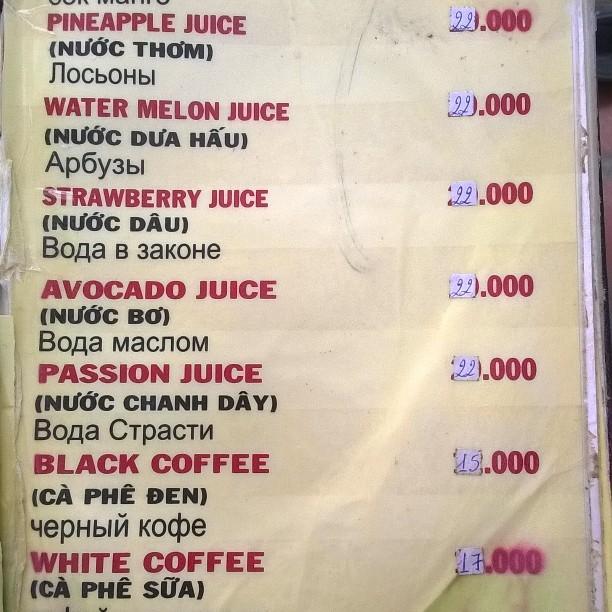 сок манго
PINEAPPLE JUICE 22.000
(NƯỚC THƠM)
Лосьоны
WATER MELON JUICE 22.000
(NƯỚC DƯA HẤU)
Арбузы
STRAWBERRY JUICE 22.000
(NƯỚC DÂU)
Вода в законе
AVOCADO JUICE 22.000
(NƯỚC BƠ)
Вода маслом
PASSION JUICE 22.000
(NƯỚC CHANH DÂY)
Вода Страсти
BLACK COFFEE 15.000
(CÀ PHÊ ĐEN)
черный кофе
WHITE COFFEE 17.000
(CÀ PHÊ SỮA)